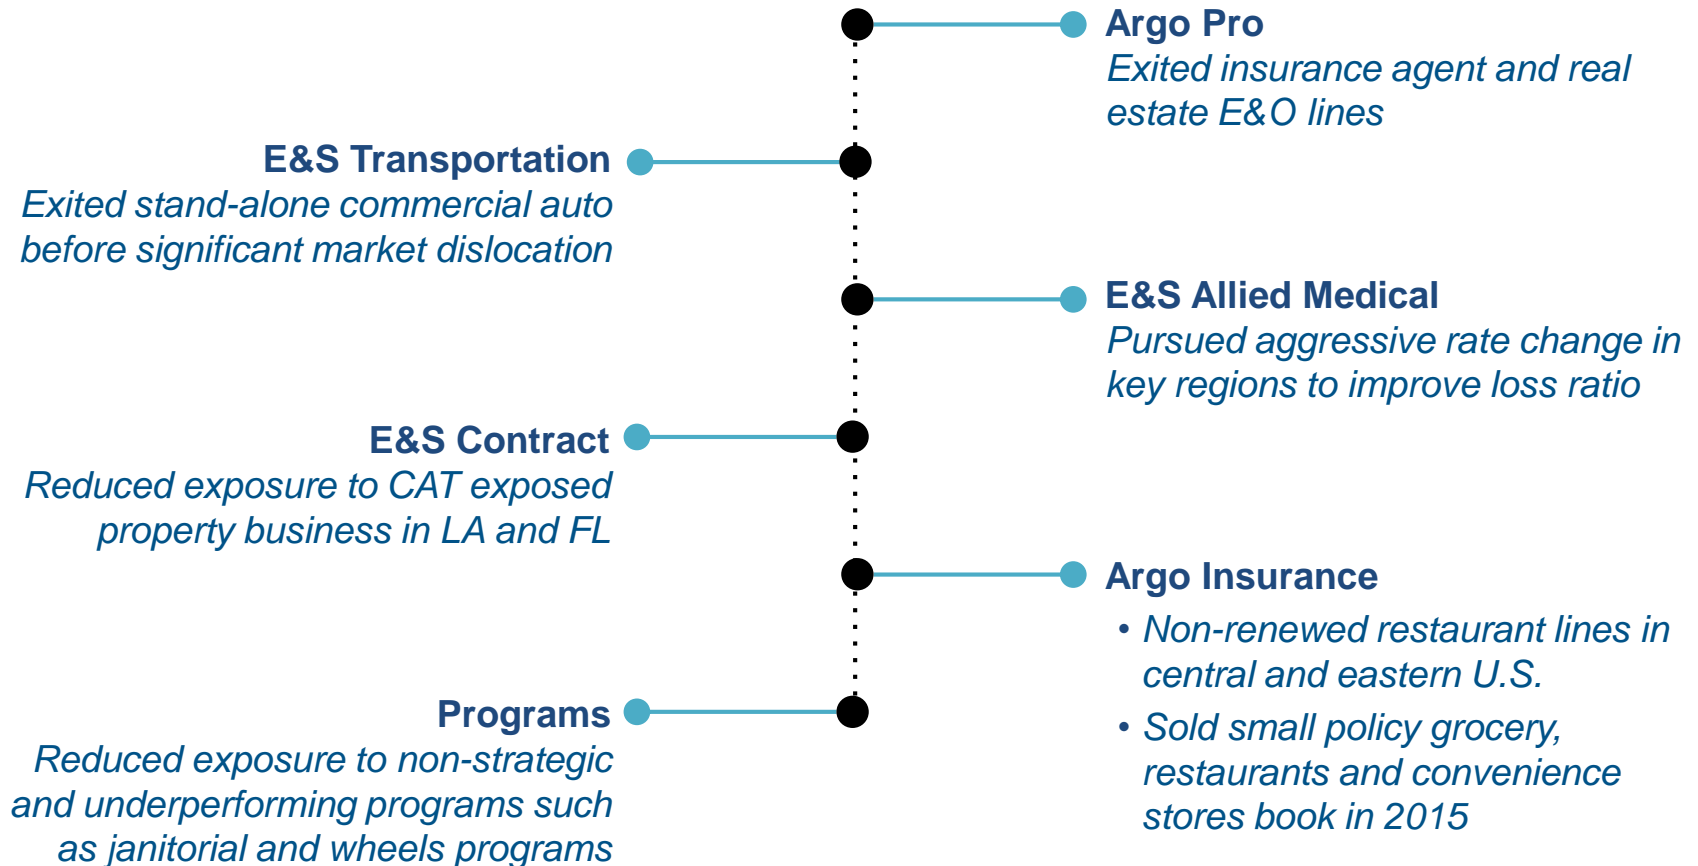 Argo Pro
Exited insurance agent and real
estate E&O lines
E&S Transportation
Exited stand-alone commercial auto
before significant market dislocation
E&S Allied Medical
Pursued aggressive rate change in
key regions to improve loss ratio
E&S Contract
Reduced exposure to CAT exposed
property business in LA and FL
Argo Insurance
• Non-renewed restaurant lines in
central and eastern U.S.
• Sold small policy grocery,
restaurants and convenience
stores book in 2015
Programs
Reduced exposure to non-strategic
and underperforming programs such
as janitorial and wheels programs